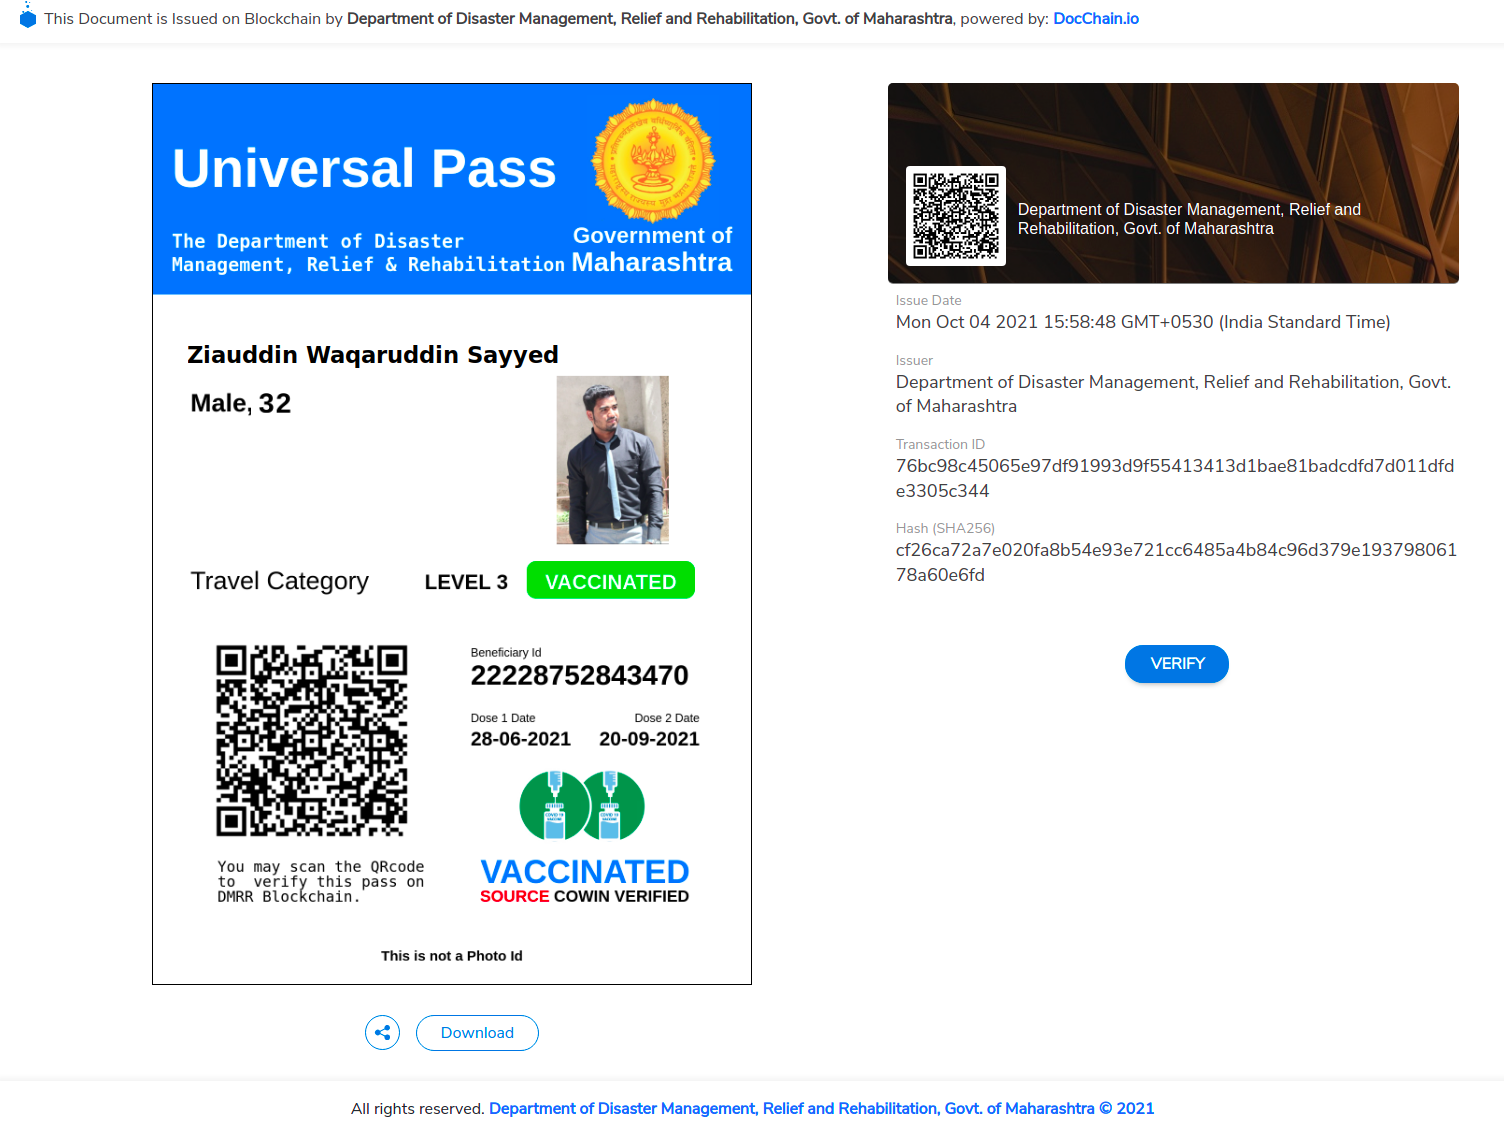 This Document is Issued on Blockchain by Department of Disaster Management, Relief and Rehabilitation, Govt. of Maharashtra, powered by: DocChain.io
Universal Pass
The Department of Disaster
Management, Relief & Rehabilitation
Government of
Maharashtra
Ziauddin Waqaruddin Sayyed
Male, 32
Travel Category
LEVEL 3
VACCINATED
Beneficiary Id
22228752843470
Dose 1 Date
Dose 2 Date
28-06-2021
20-09-2021
You may scan the QRcode
to verify this pass on
DMRR Blockchain.
VACCINATED
SOURCE COWIN VERIFIED
This is not a Photo Id
Download
Department of Disaster Management, Relief and
Rehabilitation, Govt. of Maharashtra
Issue Date
Mon Oct 04 2021 15:58:48 GMT+0530 (India Standard Time)
Issuer
Department of Disaster Management, Relief and Rehabilitation, Govt.
of Maharashtra
Transaction ID
76bc98c45065e97df91993d9f55413413d1bae81badcdfd7d011dfd
e3305c344
Hash (SHA256)
cf26ca72a7e020fa8b54e93e721cc6485a4b84c96d379e193798061
78a60e6fd
VERIFY
All rights reserved. Department of Disaster Management, Relief and Rehabilitation, Govt. of Maharashtra © 2021